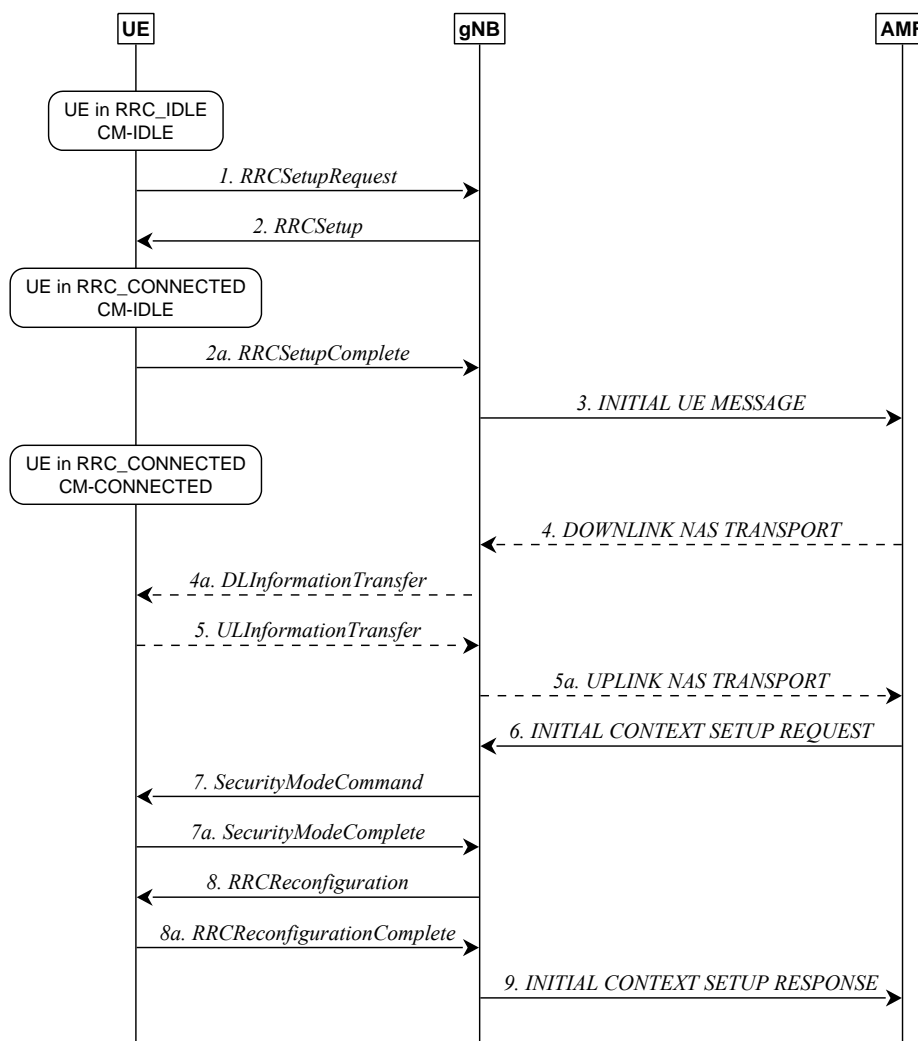 UE
gNB
AMF
UE in RRC_IDLE
CM-IDLE
1. RRCSetupRequest
2. RRCSetup
UE in RRC_CONNECTED
CM-IDLE
2a. RRCSetupComplete
3. INITIAL UE MESSAGE
UE in RRC_CONNECTED
CM-CONNECTED
4. DOWNLINK NAS TRANSPORT
4a. DLInformationTransfer
5. ULInformationTransfer
5a. UPLINK NAS TRANSPORT
6. INITIAL CONTEXT SETUP REQUEST
7. SecurityModeCommand
7a. SecurityModeComplete
8. RRCReconfiguration
8a. RRCReconfigurationComplete
9. INITIAL CONTEXT SETUP RESPONSE